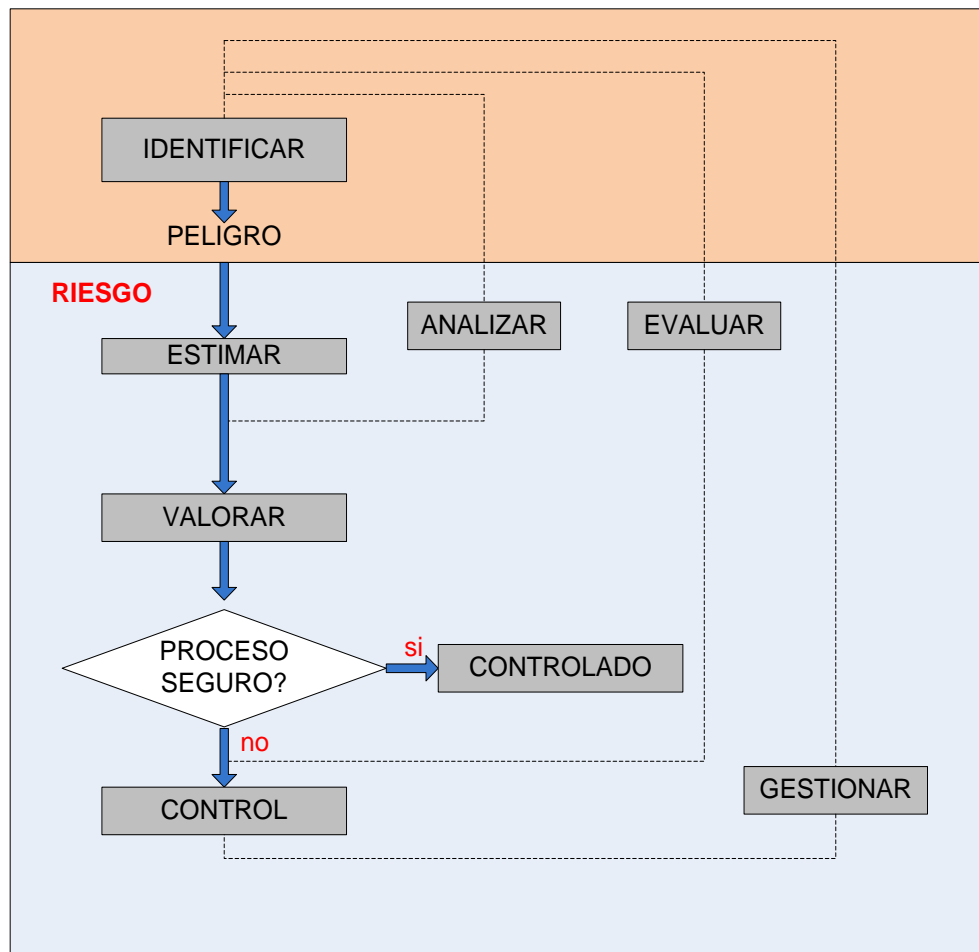 IDENTIFICAR
PELIGRO
RIESGO
ANALIZAR
EVALUAR
ESTIMAR
VALORAR
PROCESO
SEGURO?
si
CONTROLADO
no
CONTROL
GESTIONAR